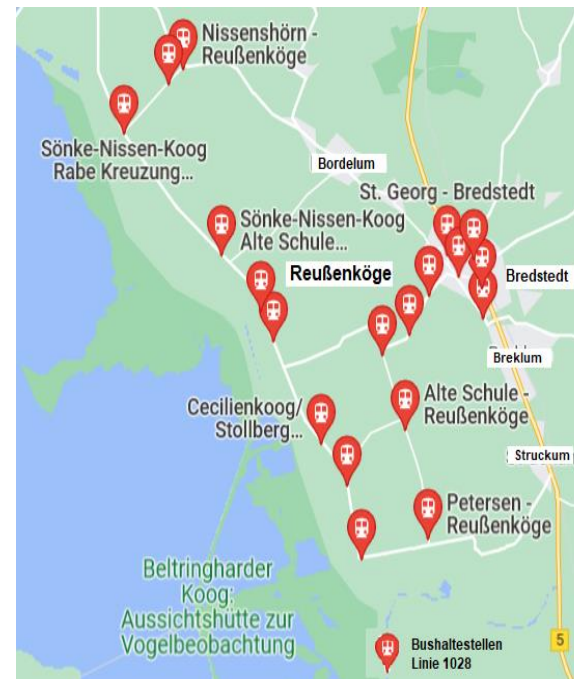 Nissenshörn -
Reußenköge
Sönke-Nissen-Koog
Rabe Kreuzung...
Bordelum
St. Georg - Bredstedt
Sönke-Nissen-Koog
Alte Schule...
Reußenköge
Bredstedt
Breklum
Cecilienkoog/
Stollberg...
Alte Schule -
Reußenköge
Struckum
Petersen -
Reußenköge
Beltringharder
Koog:
Aussichtshütte zur
Vogelbeobachtung
5
Bushaltestellen
Linie 1028